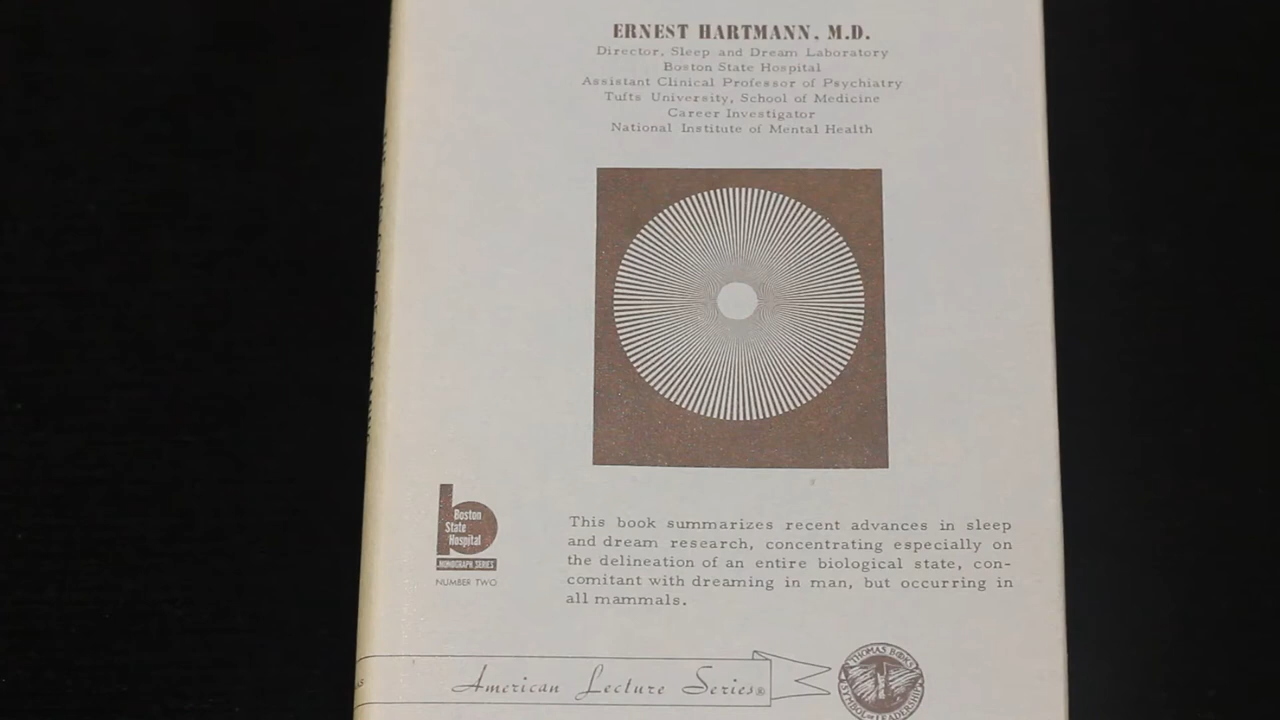 ERNEST HARTMANN, M.D.
Director, Sleep and Dream Laboratory
Boston State Hospital
Assistant Clinical Professor of Psychiatry
Tufts University, School of Medicine
Career Investigator
National Institute of Mental Health
Boston
State
Hospital
MONOGRAPH SERIES
NUMBER TWO
This book summarizes recent advances in sleep
and dream research, concentrating especially on
the delineation of an entire biological state, con-
comitant with dreaming in man, but occurring in
all mammals.
American Lecture Series®
THOMAS BOOKS
SYMBOL OF LEADERSHIP